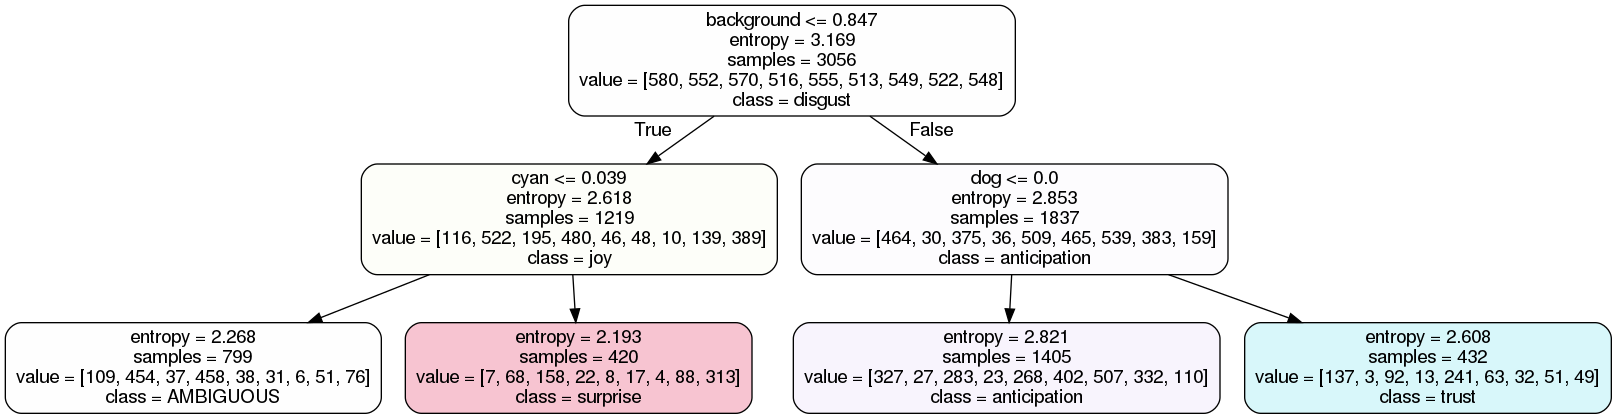 background <= 0.847
entropy = 3.169
samples = 3056
value = [580, 552, 570, 516, 555, 513, 549, 522, 548]
class = disgust
True
False
cyan <= 0.039
entropy = 2.618
samples = 1219
value = [116, 522, 195, 480, 46, 48, 10, 139, 389]
class = joy
dog <= 0.0
entropy = 2.853
samples = 1837
value = [464, 30, 375, 36, 509, 465, 539, 383, 159]
class = anticipation
entropy = 2.268
samples = 799
value = [109, 454, 37, 458, 38, 31, 6, 51, 76]
class = AMBIGUOUS
entropy = 2.193
samples = 420
value = [7, 68, 158, 22, 8, 17, 4, 88, 313]
class = surprise
entropy = 2.821
samples = 1405
value = [327, 27, 283, 23, 268, 402, 507, 332, 110]
class = anticipation
entropy = 2.608
samples = 432
value = [137, 3, 92, 13, 241, 63, 32, 51, 49]
class = trust